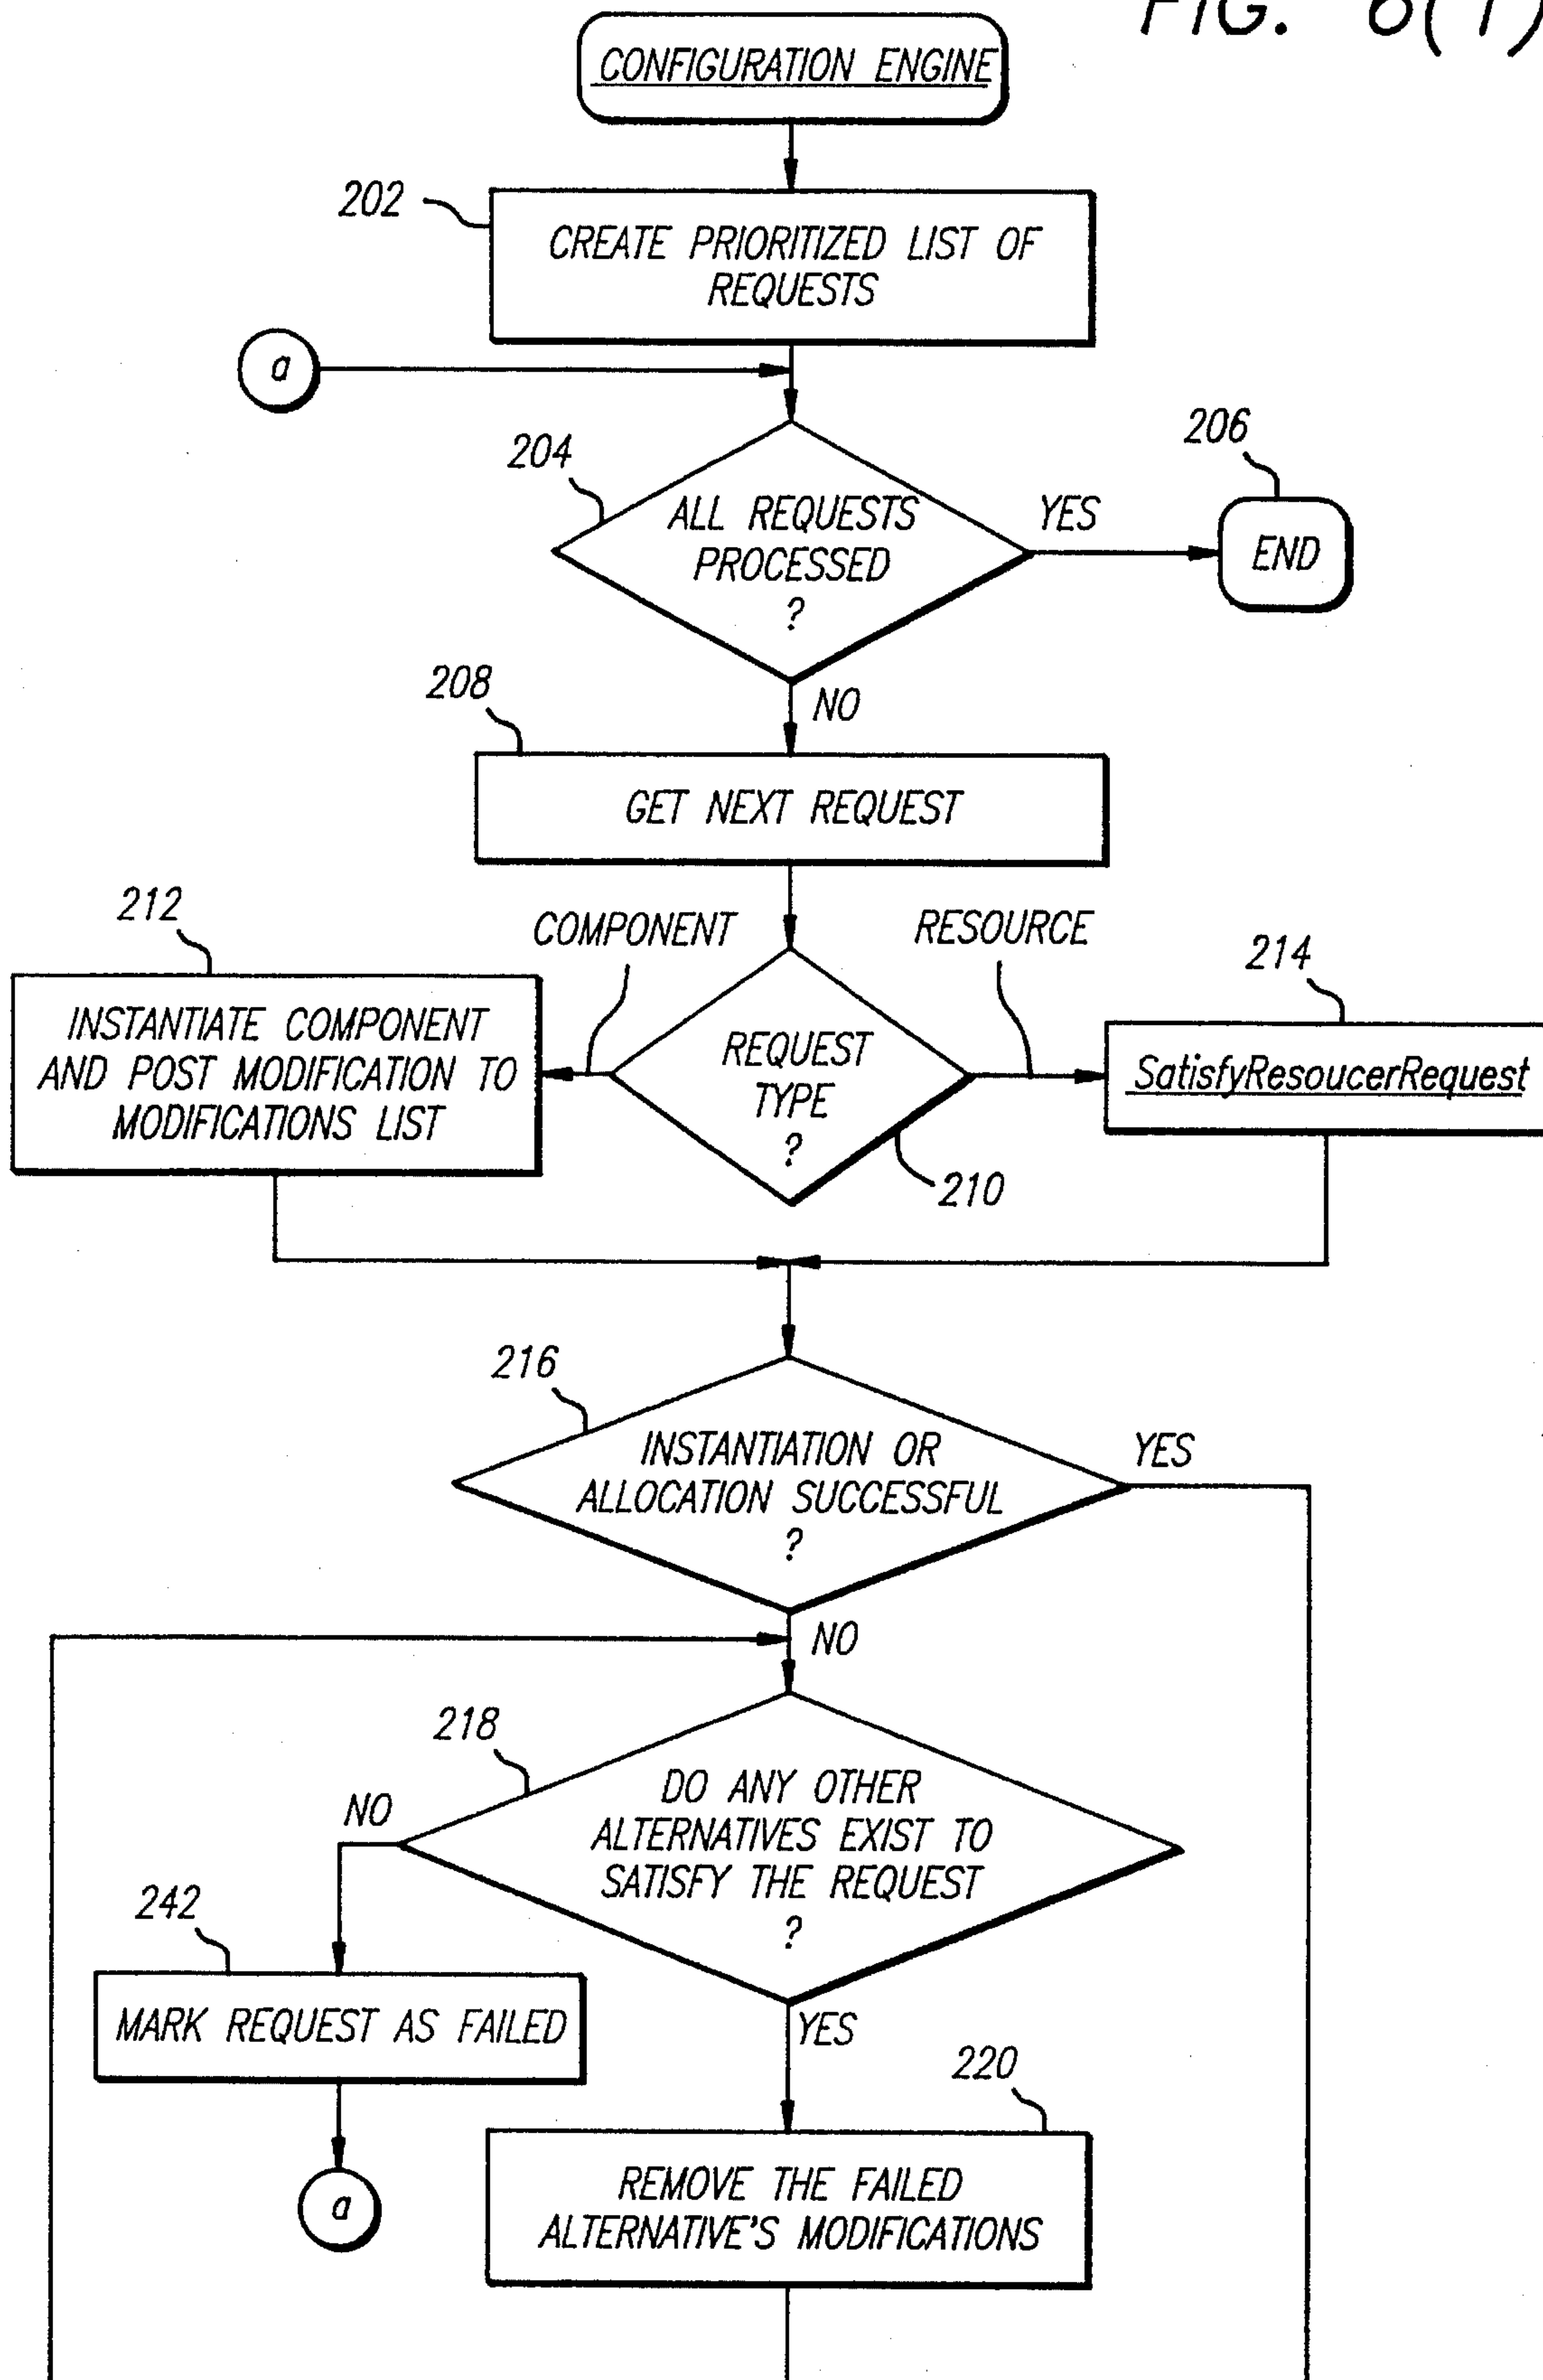 FIG. 6(1)
CONFIGURATION ENGINE
202
CREATE PRIORITIZED LIST OF
REQUESTS
a
204
ALL REQUESTS
PROCESSED
?
YES
206
END
NO
208
GET NEXT REQUEST
212
INSTANTIATE COMPONENT
AND POST MODIFICATION TO
MODIFICATIONS LIST
COMPONENT
REQUEST
TYPE
?
210
RESOURCE
214
SatisfyResoucerRequest
216
INSTANTIATION OR
ALLOCATION SUCCESSFUL
?
YES
NO
218
DO ANY OTHER
ALTERNATIVES EXIST TO
SATISFY THE REQUEST
?
NO
242
MARK REQUEST AS FAILED
a
YES
220
REMOVE THE FAILED
ALTERNATIVE'S MODIFICATIONS